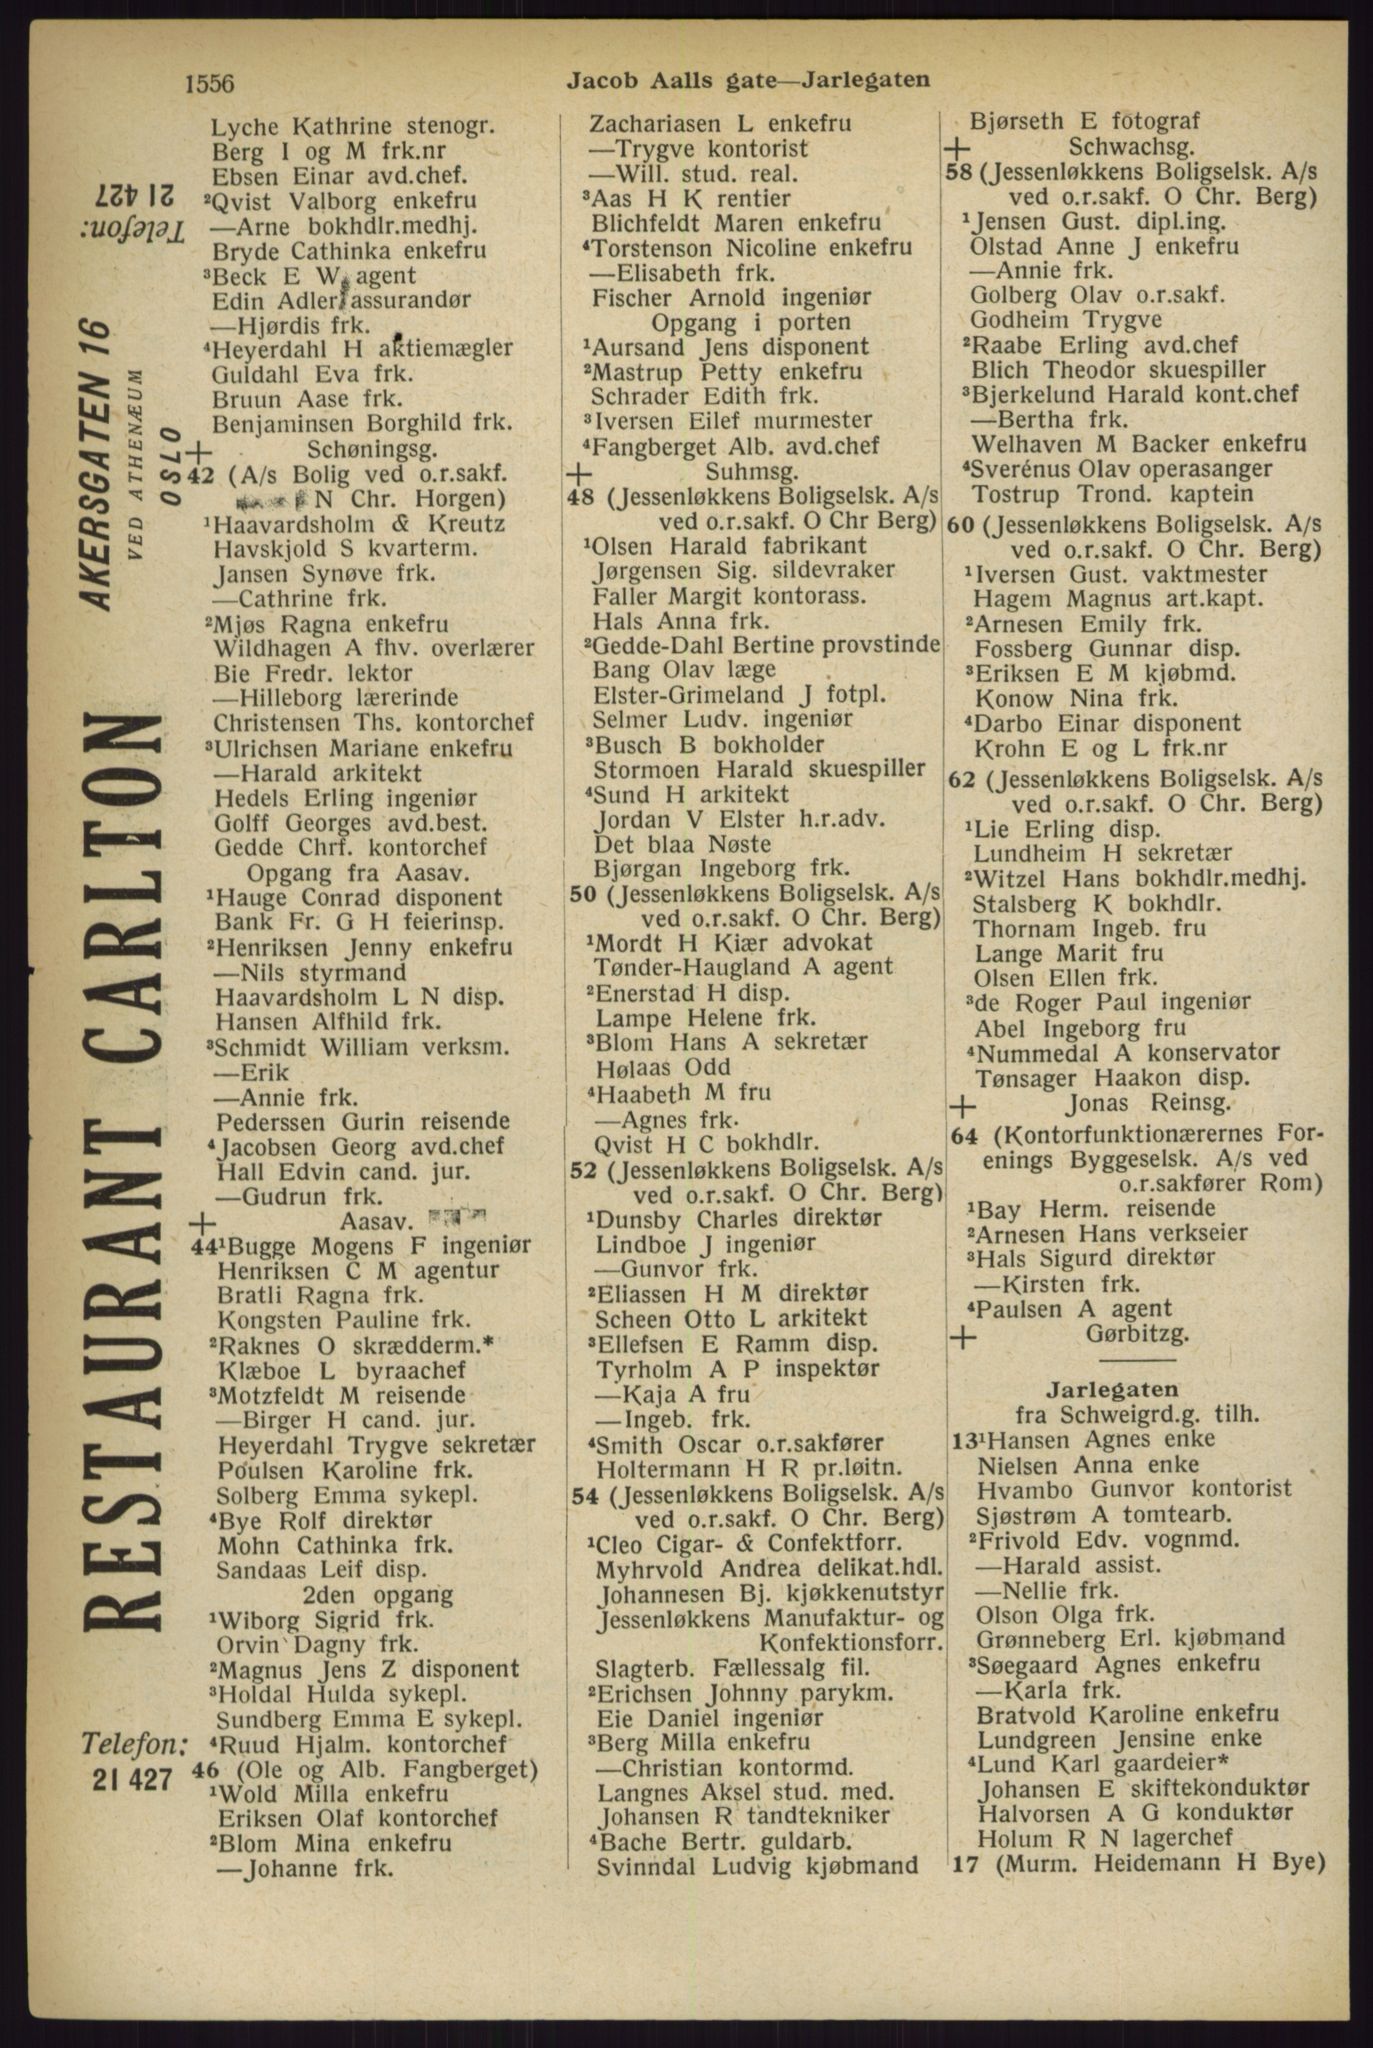 1556
Jacob Aalls gate—Jarlegaten
Lyche Kathrine stenogr.
Berg I og M frk.nr
Ebsen Einar avd.chef.
²Qvist Valborg enkefru
—Arne bokhdlr.medhj.
Bryde Cathinka enkefru
³Beck E W agent
Edin Adler assurandør
—Hjørdis frk.
⁴Heyerdahl H aktiemægler
Guldahl Eva frk.
Bruun Aase frk.
Benjaminsen Borghild frk.
+ Schøningsg.
42 (A/s Bolig ved o.r.sakf.
N Chr. Horgen)
¹Haavardsholm & Kreutz
Havskjold S kvarterm.
Jansen Synøve frk.
—Cathrine frk.
²Mjøs Ragna enkefru
Wildhagen A fhv. overlærer
Bie Fredr. lektor
—Hilleborg lærerinde
Christensen Ths. kontorchef
³Ulrichsen Mariane enkefru
—Harald arkitekt
Hedels Erling ingeniør
Golff Georges avd.best.
Gedde Chrf. kontorchef
Opgang fra Aasav.
¹Hauge Conrad disponent
Bank Fr. G H feierinsp.
²Henriksen Jenny enkefru
—Nils styrmand
Haavardsholm L N disp.
Hansen Alfhild frk.
³Schmidt William verksm.
—Erik
—Annie frk.
Pederssen Gurin reisende
⁴Jacobsen Georg avd.chef
Hall Edvin cand. jur.
—Gudrun frk.
+ Aasav.
44¹Bugge Mogens F ingeniør
Henriksen C M agentur
Bratli Ragna frk.
Kongsten Pauline frk.
²Raknes O skrædderm.*
Klæboe L byraachef
³Motzfeldt M reisende
—Birger H cand. jur.
Heyerdahl Trygve sekretær
Poulsen Karoline frk.
Solberg Emma sykepl.
⁴Bye Rolf direktør
Mohn Cathinka frk.
Sandaas Leif disp.
2den opgang
¹Wiborg Sigrid frk.
Orvin Dagny frk.
²Magnus Jens Z disponent
³Holdal Hulda sykepl.
Sundberg Emma E sykepl.
⁴Ruud Hjalm. kontorchef
46 (Ole og Alb. Fangberget)
¹Wold Milla enkefru
Eriksen Olaf kontorchef
²Blom Mina enkefru
—Johanne frk.
Zachariasen L enkefru
—Trygve kontorist
—Will. stud. real.
³Aas H K rentier
Blichfeldt Maren enkefru
⁴Torstenson Nicoline enkefru
—Elisabeth frk.
Fischer Arnold ingeniør
Opgang i porten
¹Aursand Jens disponent
²Mastrup Petty enkefru
Schrader Edith frk.
³Iversen Eilef murmester
⁴Fangberget Alb. avd.chef
+ Suhmsg.
48 (Jessenløkkens Boligselsk. A/s
ved o.r.sakf. O Chr Berg)
¹Olsen Harald fabrikant
Jørgensen Sig. sildevraker
Faller Margit kontorass.
Hals Anna frk.
²Gedde-Dahl Bertine provstinde
Bang Olav læge
Elster-Grimeland J fotpl.
Selmer Ludv. ingeniør
³Busch B bokholder
Stormoen Harald skuespiller
⁴Sund H arkitekt
Jordan V Elster h.r.adv.
Det blaa Nøste
Bjørgan Ingeborg frk.
50 (Jessenløkkens Boligselsk. A/s
ved o.r.sakf. O Chr. Berg)
¹Mordt H Kiær advokat
Tønder-Haugland A agent
²Enerstad H disp.
Lampe Helene frk.
³Blom Hans A sekretær
Hølaas Odd
⁴Haabeth M fru
—Agnes frk.
Qvist H C bokhdlr.
52 (Jessenløkkens Boligselsk. A/s
ved o.r.sakf. O Chr. Berg)
¹Dunsby Charles direktør
Lindboe J ingeniør
—Gunvor frk.
²Eliassen H M direktør
Scheen Otto L arkitekt
³Ellefsen E Ramm disp.
Tyrholm A P inspektør
—Kaja A fru
—Ingeb. frk.
⁴Smith Oscar o.r.sakfører
Holtermann H R pr.løitn.
54 (Jessenløkkens Boligselsk. A/s
ved o.r.sakf. O Chr. Berg)
¹Cleo Cigar- & Confektforr.
Myhrvold Andrea delikat.hdl.
Johannesen Bj. kjøkkenutstyr
Jessenløkkens Manufaktur- og
Konfektionsforr.
Slagterb. Fællessalg fil.
²Erichsen Johnny parykm.
Eie Daniel ingeniør
³Berg Milla enkefru
—Christian kontormd.
Langnes Aksel stud. med.
Johansen R tandtekniker
⁴Bache Bertr. guldarb.
Svinndal Ludvig kjøbmand
Bjørseth E fotograf
+ Schwachsg.
58 (Jessenløkkens Boligselsk. A/s
ved o.r.sakf. O Chr. Berg)
¹Jensen Gust. dipl.ing.
Olstad Anne J enkefru
—Annie frk.
Golberg Olav o.r.sakf.
Godheim Trygve
²Raabe Erling avd.chef
Blich Theodor skuespiller
³Bjerkelund Harald kont.chef
—Bertha frk.
Welhaven M Backer enkefru
⁴Sverénus Olav operasanger
Tostrup Trond. kaptein
60 (Jessenløkkens Boligselsk. A/s
ved o.r.sakf. O Chr. Berg)
¹Iversen Gust. vaktmester
Hagem Magnus art.kapt.
²Arnesen Emily frk.
Fossberg Gunnar disp.
³Eriksen E M kjøbmd.
Konow Nina frk.
⁴Darbo Einar disponent
Krohn E og L frk.nr
62 (Jessenløkkens Boligselsk. A/s
ved o.r.sakf. O Chr. Berg)
¹Lie Erling disp.
Lundheim H sekretær
²Witzel Hans bokhdlr.medhj.
Stalsberg K bokhdlr.
Thornam Ingeb. fru
Lange Marit fru
Olsen Ellen frk.
³de Roger Paul ingeniør
Abel Ingeborg fru
⁴Nummedal A konservator
Tønsager Haakon disp.
+ Jonas Reinsg.
64 (Kontorfunktionærernes For-
enings Byggeselsk. A/s ved
o.r.sakfører Rom)
¹Bay Herm. reisende
²Arnesen Hans verkseier
³Hals Sigurd direktør
—Kirsten frk.
⁴Paulsen A agent
+ Gørbitzg.
Jarlegaten
fra Schweigrd.g. tilh.
13¹Hansen Agnes enke
Nielsen Anna enke
Hvambo Gunvor kontorist
Sjøstrøm A tomtearb.
²Frivold Edv. vognmd.
—Harald assist.
—Nellie frk.
Olson Olga frk.
Grønneberg Erl. kjøbmand
³Søegaard Agnes enkefru
—Karla frk.
Bratvold Karoline enkefru
Lundgreen Jensine enke
⁴Lund Karl gaardeier*
Johansen E skiftekonduktør
Halvorsen A G konduktør
Holum R N lagerchef
17 (Murm. Heidemann H Bye)
Telefon:
21 427
RESTAURANT CARLTON
AKERSGATEN 16
VED ATHENÆUM
OSLO
Telefon:
21 427